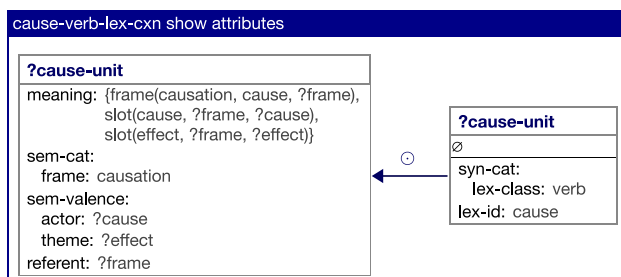 cause-verb-lex-cxn show attributes
?cause-unit
meaning: {frame(causation, cause, ?frame),
slot(cause, ?frame, ?cause),
slot(effect, ?frame, ?effect)}
sem-cat:
frame: causation
sem-valence:
actor: ?cause
theme: ?effect
referent: ?frame
⊙
?cause-unit
∅
syn-cat:
lex-class: verb
lex-id: cause